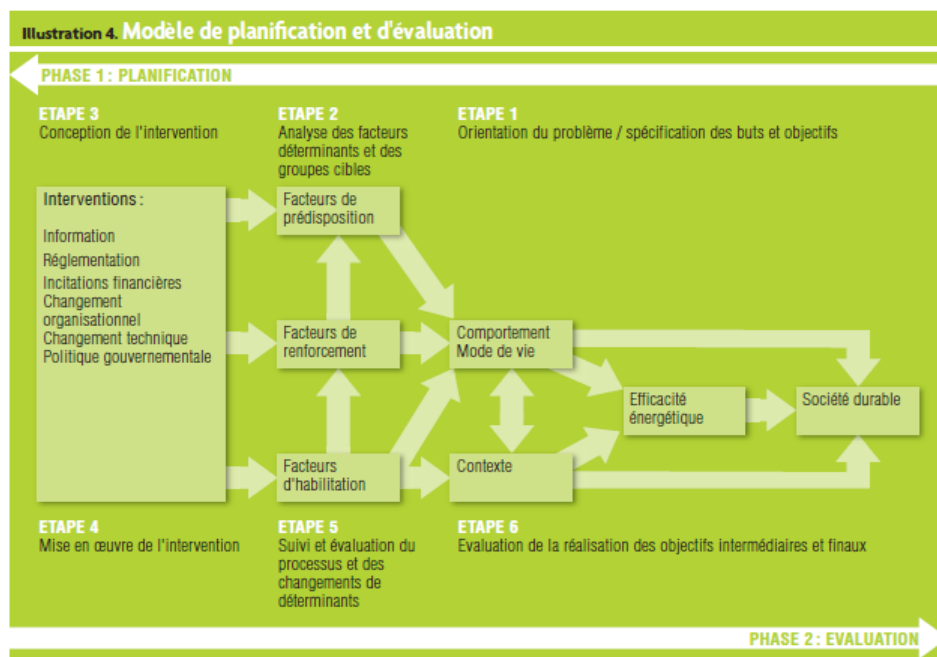 Illustration 4. Modèle de planification et d'évaluation
PHASE 1 : PLANIFICATION
ETAPE 3
Conception de l'intervention
ETAPE 2
Analyse des facteurs
déterminants et des
groupes cibles
ETAPE 1
Orientation du problème / spécification des buts et objectifs
Interventions :
Information
Réglementation
Incitations financières
Changement
organisationnel
Changement technique
Politique gouvernementale
Facteurs de
prédisposition
Facteurs de
renforcement
Facteurs
d'habilitation
Comportement
Mode de vie
Contexte
Efficacité
énergétique
Société durable
ETAPE 4
Mise en œuvre de l'intervention
ETAPE 5
Suivi et évaluation du
processus et des
changements de
déterminants
ETAPE 6
Evaluation de la réalisation des objectifs intermédiaires et finaux
PHASE 2 : EVALUATION